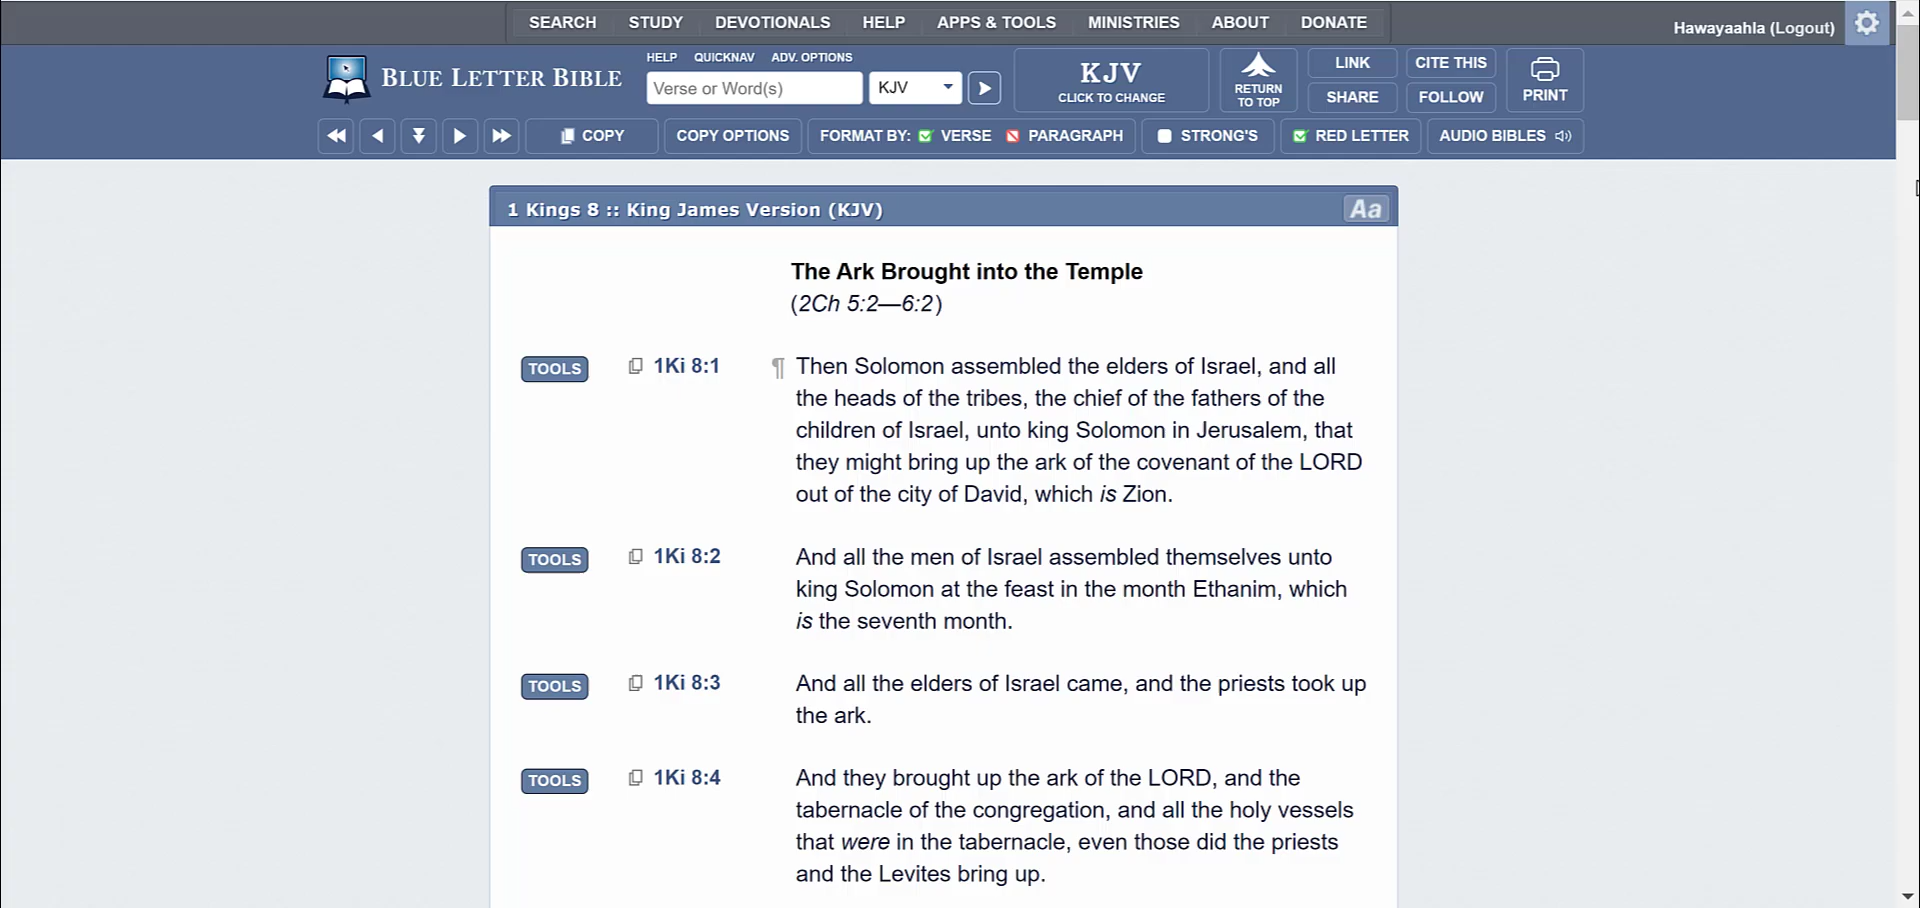 SEARCH STUDY DEVOTIONALS HELP APPS & TOOLS MINISTRIES ABOUT DONATE
Hawayaahla (Logout)
BLUE LETTER BIBLE
HELP QUICKNAV ADV. OPTIONS
Verse or Word(s) KJV
KJV
CLICK TO CHANGE
RETURN
TO TOP
LINK CITE THIS
SHARE FOLLOW
PRINT
COPY COPY OPTIONS FORMAT BY: VERSE PARAGRAPH STRONG'S RED LETTER AUDIO BIBLES
1 Kings 8 :: King James Version (KJV) Aa
The Ark Brought into the Temple
(2Ch 5:2—6:2)
TOOLS 1Ki 8:1 ¶ Then Solomon assembled the elders of Israel, and all
the heads of the tribes, the chief of the fathers of the
children of Israel, unto king Solomon in Jerusalem, that
they might bring up the ark of the covenant of the LORD
out of the city of David, which is Zion.
TOOLS 1Ki 8:2 And all the men of Israel assembled themselves unto
king Solomon at the feast in the month Ethanim, which
is the seventh month.
TOOLS 1Ki 8:3 And all the elders of Israel came, and the priests took up
the ark.
TOOLS 1Ki 8:4 And they brought up the ark of the LORD, and the
tabernacle of the congregation, and all the holy vessels
that were in the tabernacle, even those did the priests
and the Levites bring up.